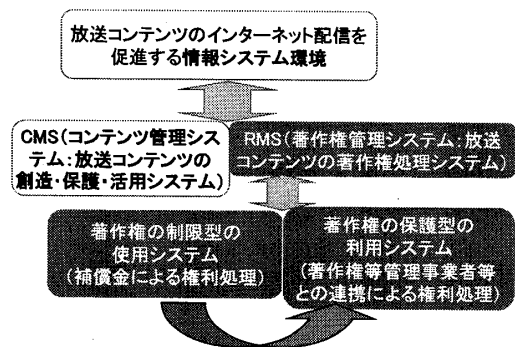 放送コンテンツのインターネット配信を
促進する情報システム環境
CMS(コンテンツ管理シス
テム:放送コンテンツの
創造・保護・活用システム)
RMS(著作権管理システム:放送
コンテンツの著作権処理システム)
著作権の制限型の
使用システム
(補償金による権利処理)
著作権の保護型の
利用システム
(著作権等管理事業者等
との連携による権利処理)